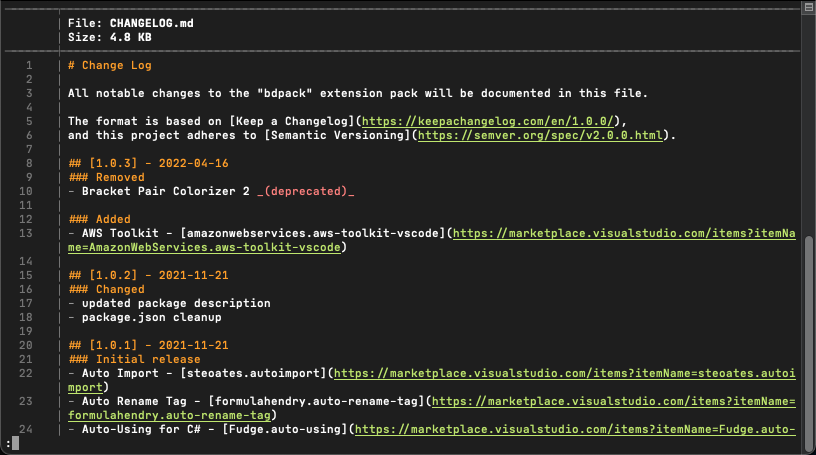 File: CHANGELOG.md
Size: 4.8 KB
1 # Change Log
2
3 All notable changes to the "bdpack" extension pack will be documented in this file.
4
5 The format is based on [Keep a Changelog](https://keepachangelog.com/en/1.0.0/),
6 and this project adheres to [Semantic Versioning](https://semver.org/spec/v2.0.0.html).
7
8 ## [1.0.3] - 2022-04-16
9 ### Removed
10 - Bracket Pair Colorizer 2 _(deprecated)_
11
12 ### Added
13 - AWS Toolkit - [amazonwebservices.aws-toolkit-vscode](https://marketplace.visualstudio.com/items?itemNa
me=AmazonWebServices.aws-toolkit-vscode)
14
15 ## [1.0.2] - 2021-11-21
16 ### Changed
17 - updated package description
18 - package.json cleanup
19
20 ## [1.0.1] - 2021-11-21
21 ### Initial release
22 - Auto Import - [steoates.autoimport](https://marketplace.visualstudio.com/items?itemName=steoates.autoi
mport)
23 - Auto Rename Tag - [formulahendry.auto-rename-tag](https://marketplace.visualstudio.com/items?itemName=
formulahendry.auto-rename-tag)
24 - Auto-Using for C# - [Fudge.auto-using](https://marketplace.visualstudio.com/items?itemName=Fudge.auto-
: